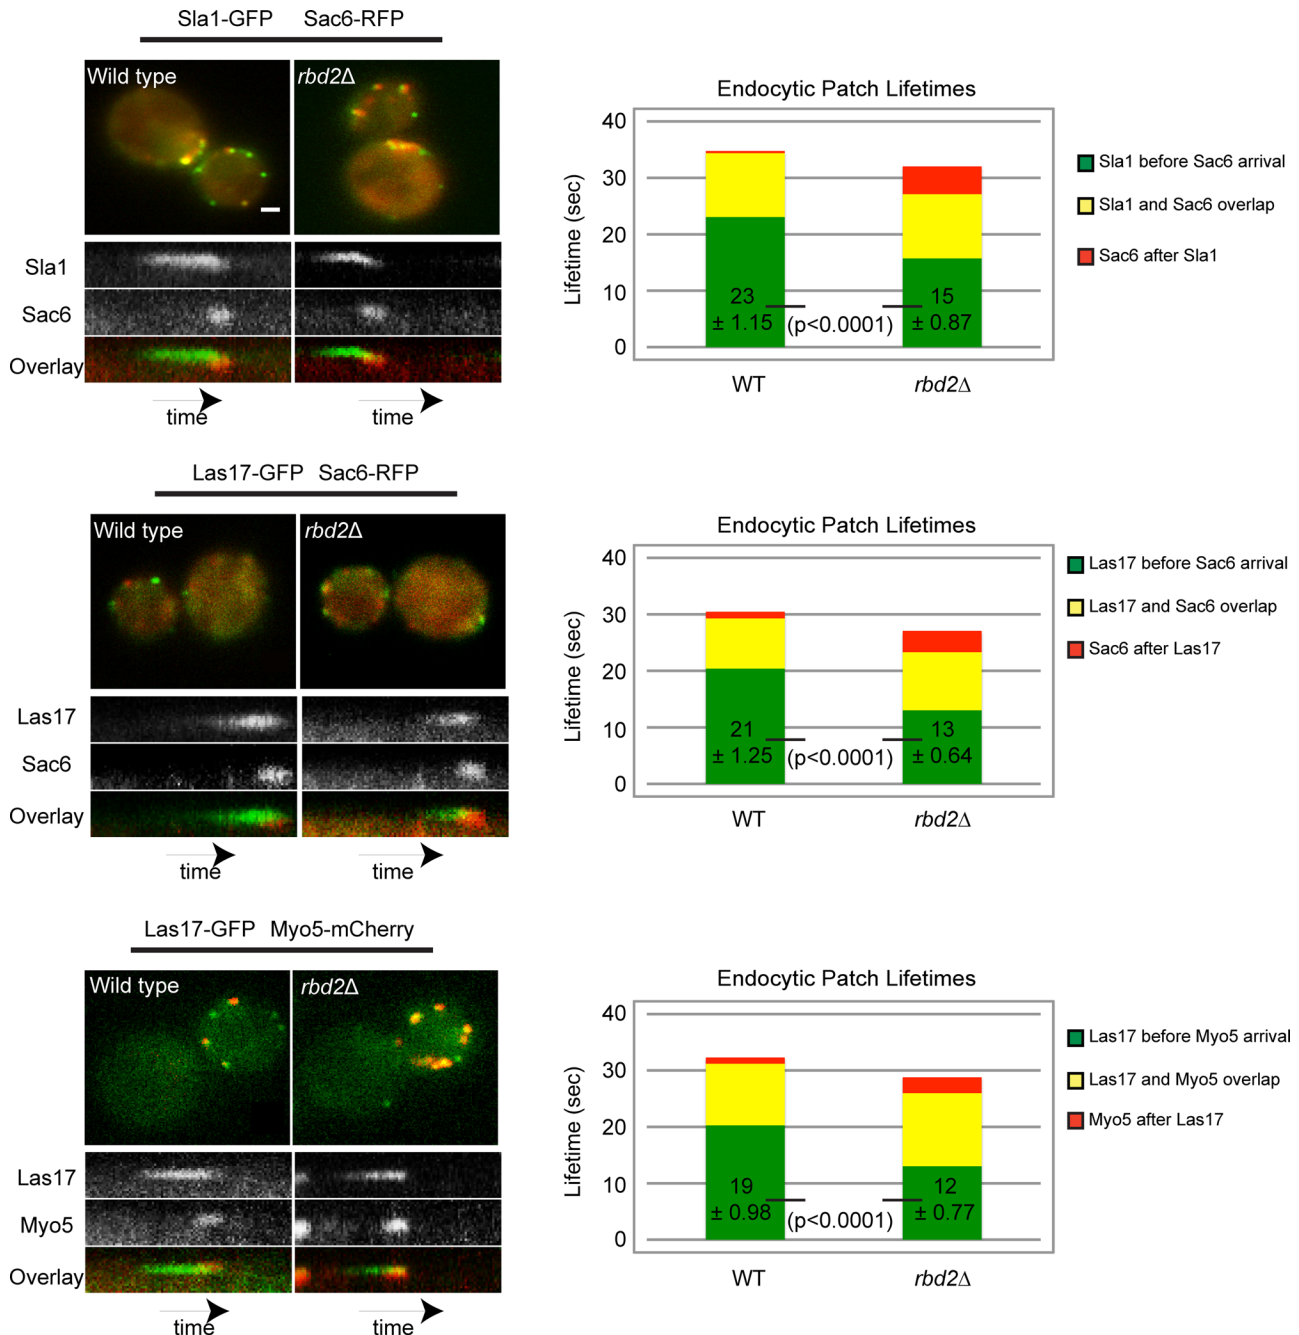 Sla1-GFP Sac6-RFP
Wild type
rbd2Δ
Sla1
Sac6
Overlay
time
time
Endocytic Patch Lifetimes
Lifetime (sec)
40
30
20
10
0
23
± 1.15
(p<0.0001)
15
± 0.87
WT
rbd2Δ
Sla1 before Sac6 arrival
Sla1 and Sac6 overlap
Sac6 after Sla1
Las17-GFP Sac6-RFP
Wild type
rbd2Δ
Las17
Sac6
Overlay
time
time
Endocytic Patch Lifetimes
Lifetime (sec)
40
30
20
10
0
21
± 1.25
(p<0.0001)
13
± 0.64
WT
rbd2Δ
Las17 before Sac6 arrival
Las17 and Sac6 overlap
Sac6 after Las17
Las17-GFP Myo5-mCherry
Wild type
rbd2Δ
Las17
Myo5
Overlay
time
time
Endocytic Patch Lifetimes
Lifetime (sec)
40
30
20
10
0
19
± 0.98
(p<0.0001)
12
± 0.77
WT
rbd2Δ
Las17 before Myo5 arrival
Las17 and Myo5 overlap
Myo5 after Las17